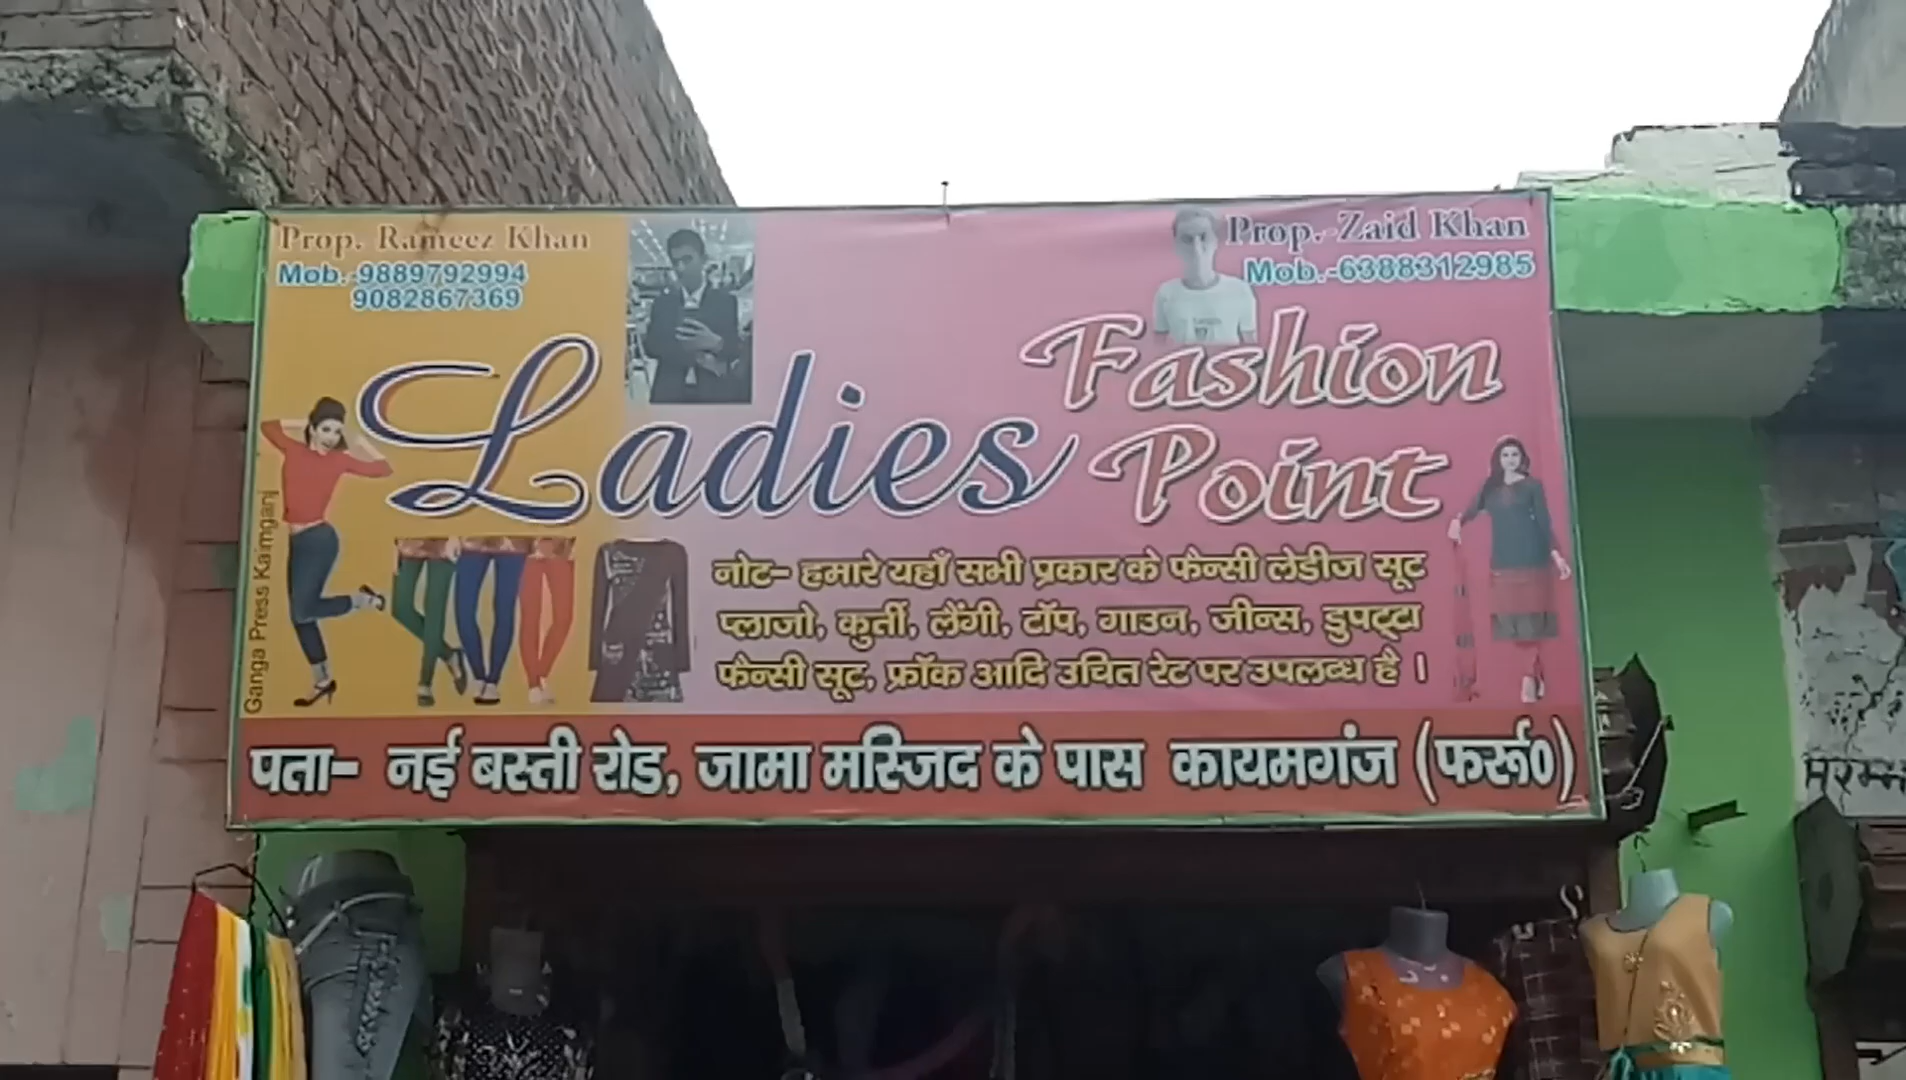 Prop. Rameez Khan
Mob.-9889792994
9082867369
Prop.-Zaid Khan
Mob.-6388312985
Ladies Fashion
Point
नोट- हमारे यहाँ सभी प्रकार के फैन्सी लेडीज सूट
प्लाजो, कुर्ती, लैंगी, टॉप, गाउन, जीन्स, डुपट्टा
फैन्सी सूट, फ्रॉक आदि उचित रेट पर उपलब्ध है ।
Ganga Press Kaimganj
पता- नई बस्ती रोड, जामा मस्जिद के पास कायमगंज (फर्रू0)